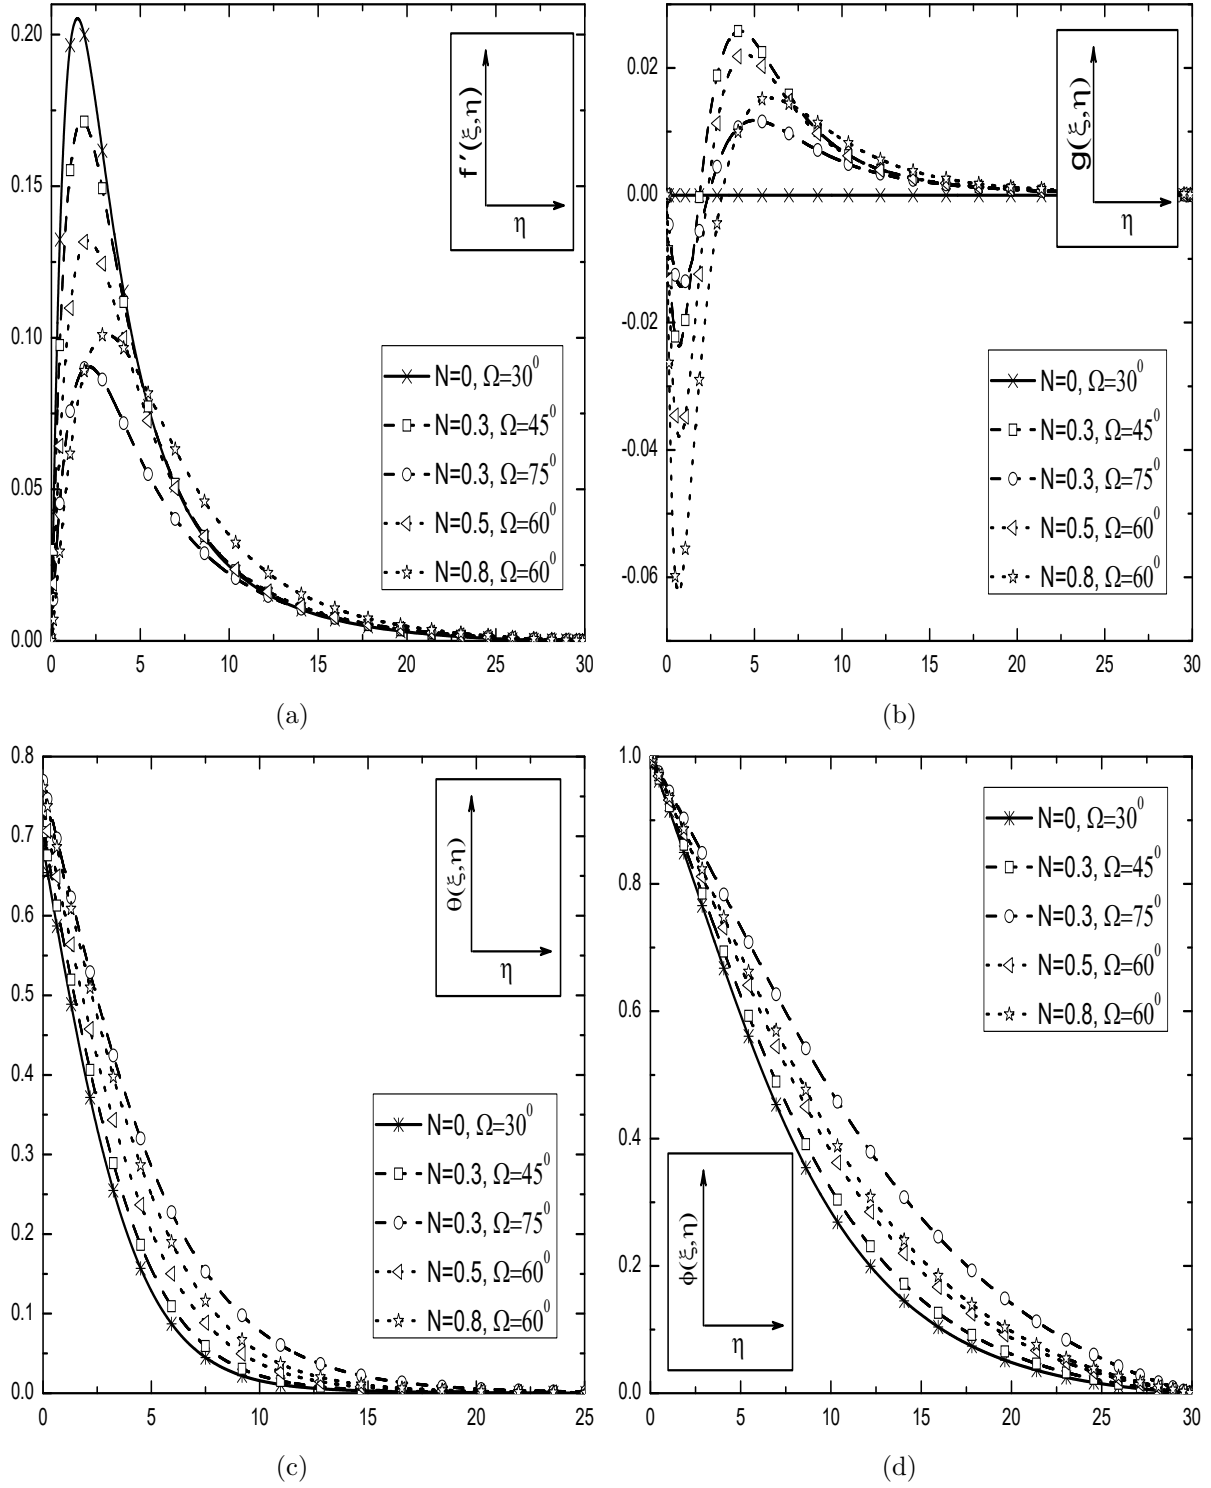 0.20
0.15
0.10
0.05
0.00
0
5
10
15
20
25
30
f'(ξ,η)
η
N=0, Ω=30⁰
N=0.3, Ω=45⁰
N=0.3, Ω=75⁰
N=0.5, Ω=60⁰
N=0.8, Ω=60⁰
(a)
0.02
0.00
-0.02
-0.04
-0.06
0
5
10
15
20
25
30
g(ξ,η)
η
N=0, Ω=30⁰
N=0.3, Ω=45⁰
N=0.3, Ω=75⁰
N=0.5, Ω=60⁰
N=0.8, Ω=60⁰
(b)
0.8
0.7
0.6
0.5
0.4
0.3
0.2
0.1
0.0
0
5
10
15
20
25
θ(ξ,η)
η
N=0, Ω=30⁰
N=0.3, Ω=45⁰
N=0.3, Ω=75⁰
N=0.5, Ω=60⁰
N=0.8, Ω=60⁰
(c)
1.0
0.8
0.6
0.4
0.2
0.0
0
5
10
15
20
25
30
N=0, Ω=30⁰
N=0.3, Ω=45⁰
N=0.3, Ω=75⁰
N=0.5, Ω=60⁰
N=0.8, Ω=60⁰
ϕ(ξ,η)
η
(d)